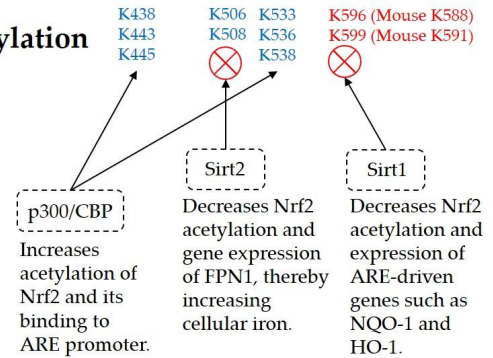 ylation
K438
K443
K445
K506
K508
K533
K536
K538
K596 (Mouse K588)
K599 (Mouse K591)
p300/CBP
Increases
acetylation of
Nrf2 and its
binding to
ARE promoter.
Sirt2
Decreases Nrf2
acetylation and
gene expression
of FPN1, thereby
increasing
cellular iron.
Sirt1
Decreases Nrf2
acetylation and
expression of
ARE-driven
genes such as
NQO-1 and
HO-1.